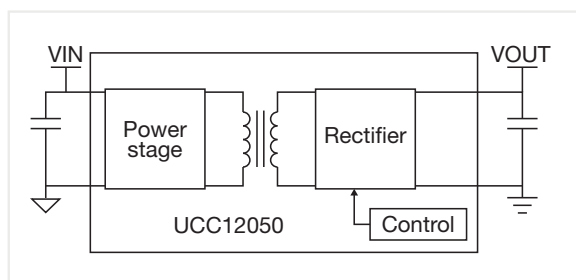 VIN
VOUT
Power
stage
Rectifier
UCC12050
Control